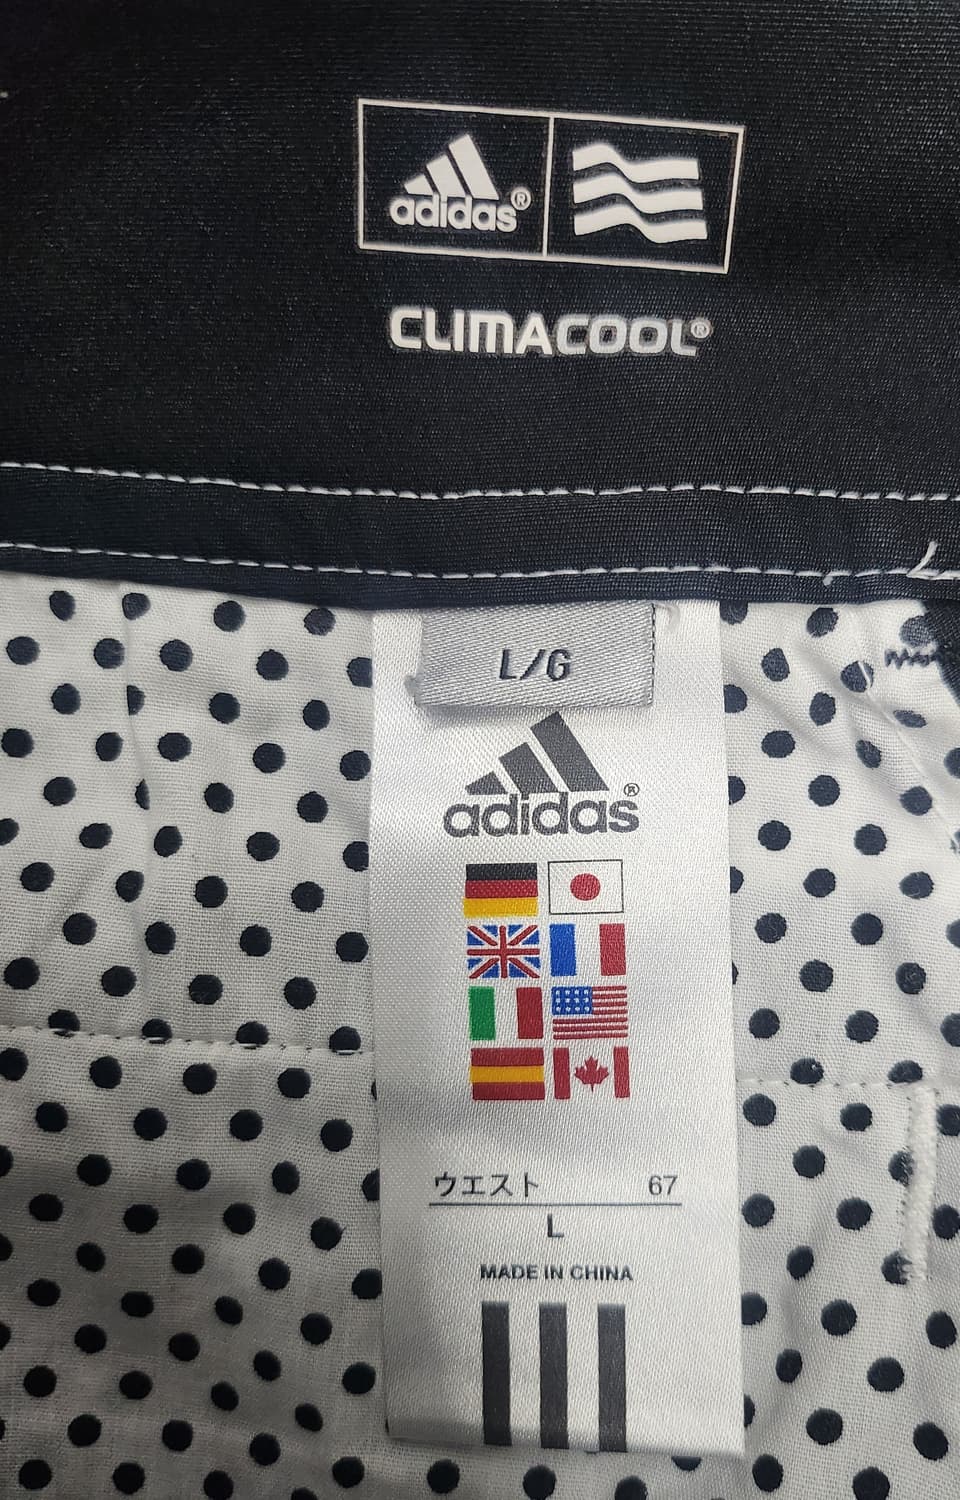 adidas®
CLIMACOOL®
L/G
adidas®
ウエスト 67
L
MADE IN CHINA